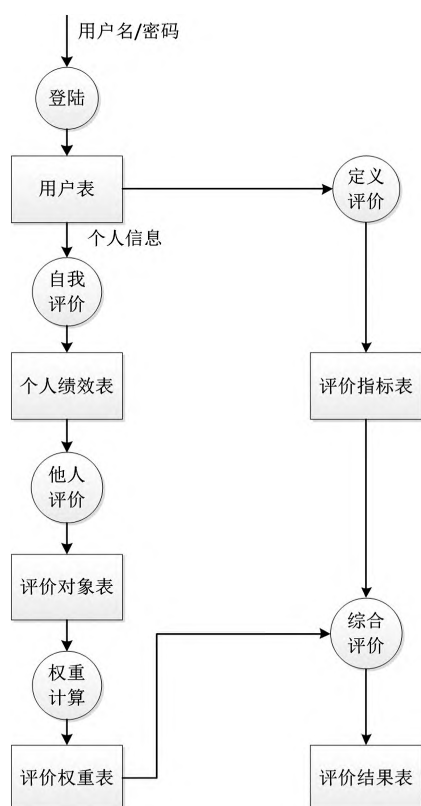 用户名/密码
登陆
用户表
定义
评价
个人信息
自我
评价
个人绩效表
评价指标表
他人
评价
评价对象表
综合
评价
权重
计算
评价权重表
评价结果表